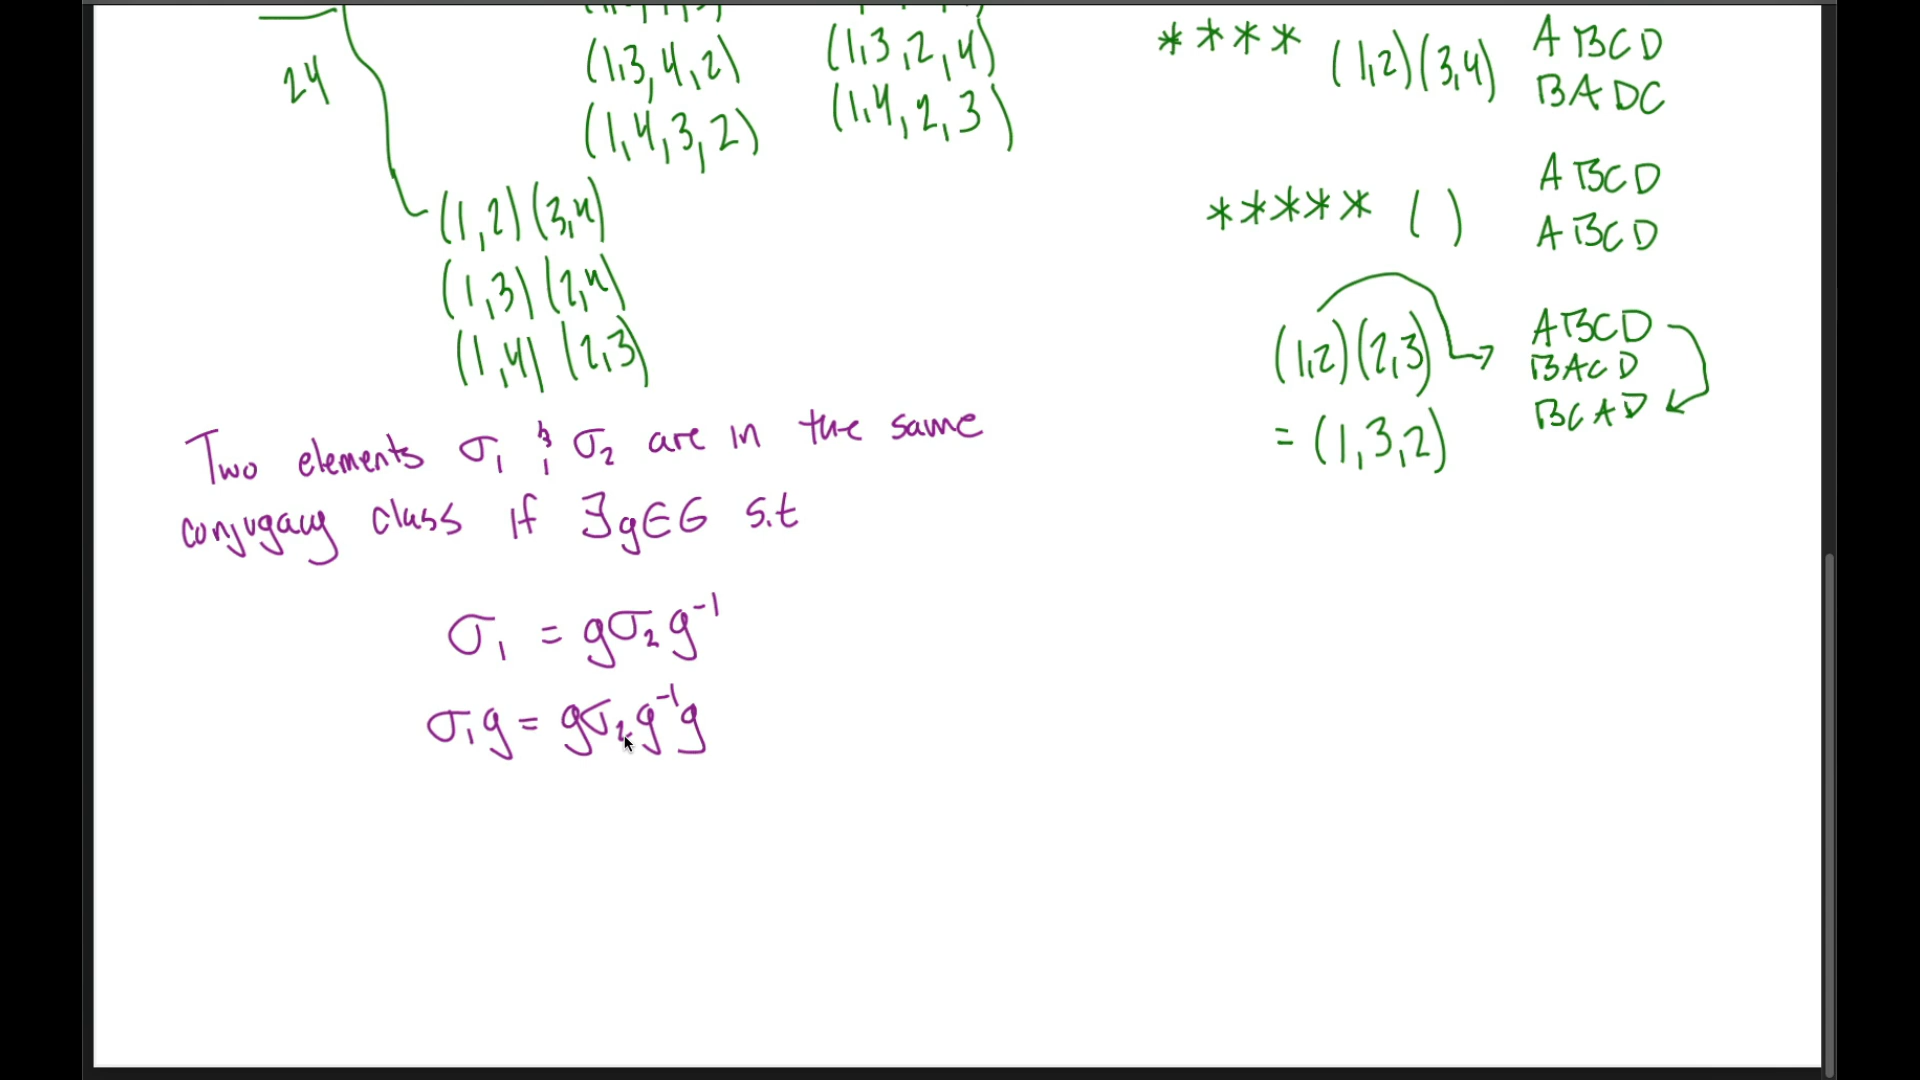 24
(1,3,4,2)
(1,4,3,2)
(1,3,2,4)
(1,4,2,3)
(1,2)(3,4)
(1,3)(2,4)
(1,4)(2,3)
Two elements σ₁ & σ₂ are in the same
conjugacy class if ∃g∈G s.t
σ₁ = gσ₂g⁻¹
σ₁g = gσ₂g⁻¹g
**** (1,2)(3,4) ABCD
BADC
***** ( ) ABCD
ABCD
(1,2)(2,3) ABCD
BACD
BCAD
= (1,3,2)